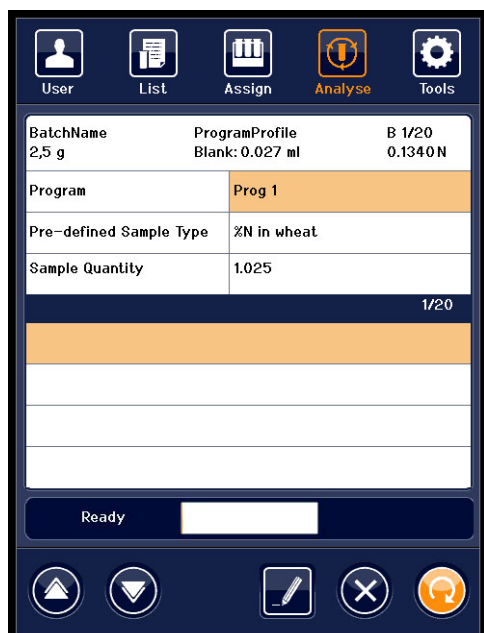 User List Assign Analyse Tools
BatchName ProgramProfile B 1/20
2,5 g Blank: 0.027 ml 0.1340 N
Program Prog 1
Pre-defined Sample Type %N in wheat
Sample Quantity 1.025
1/20
Ready